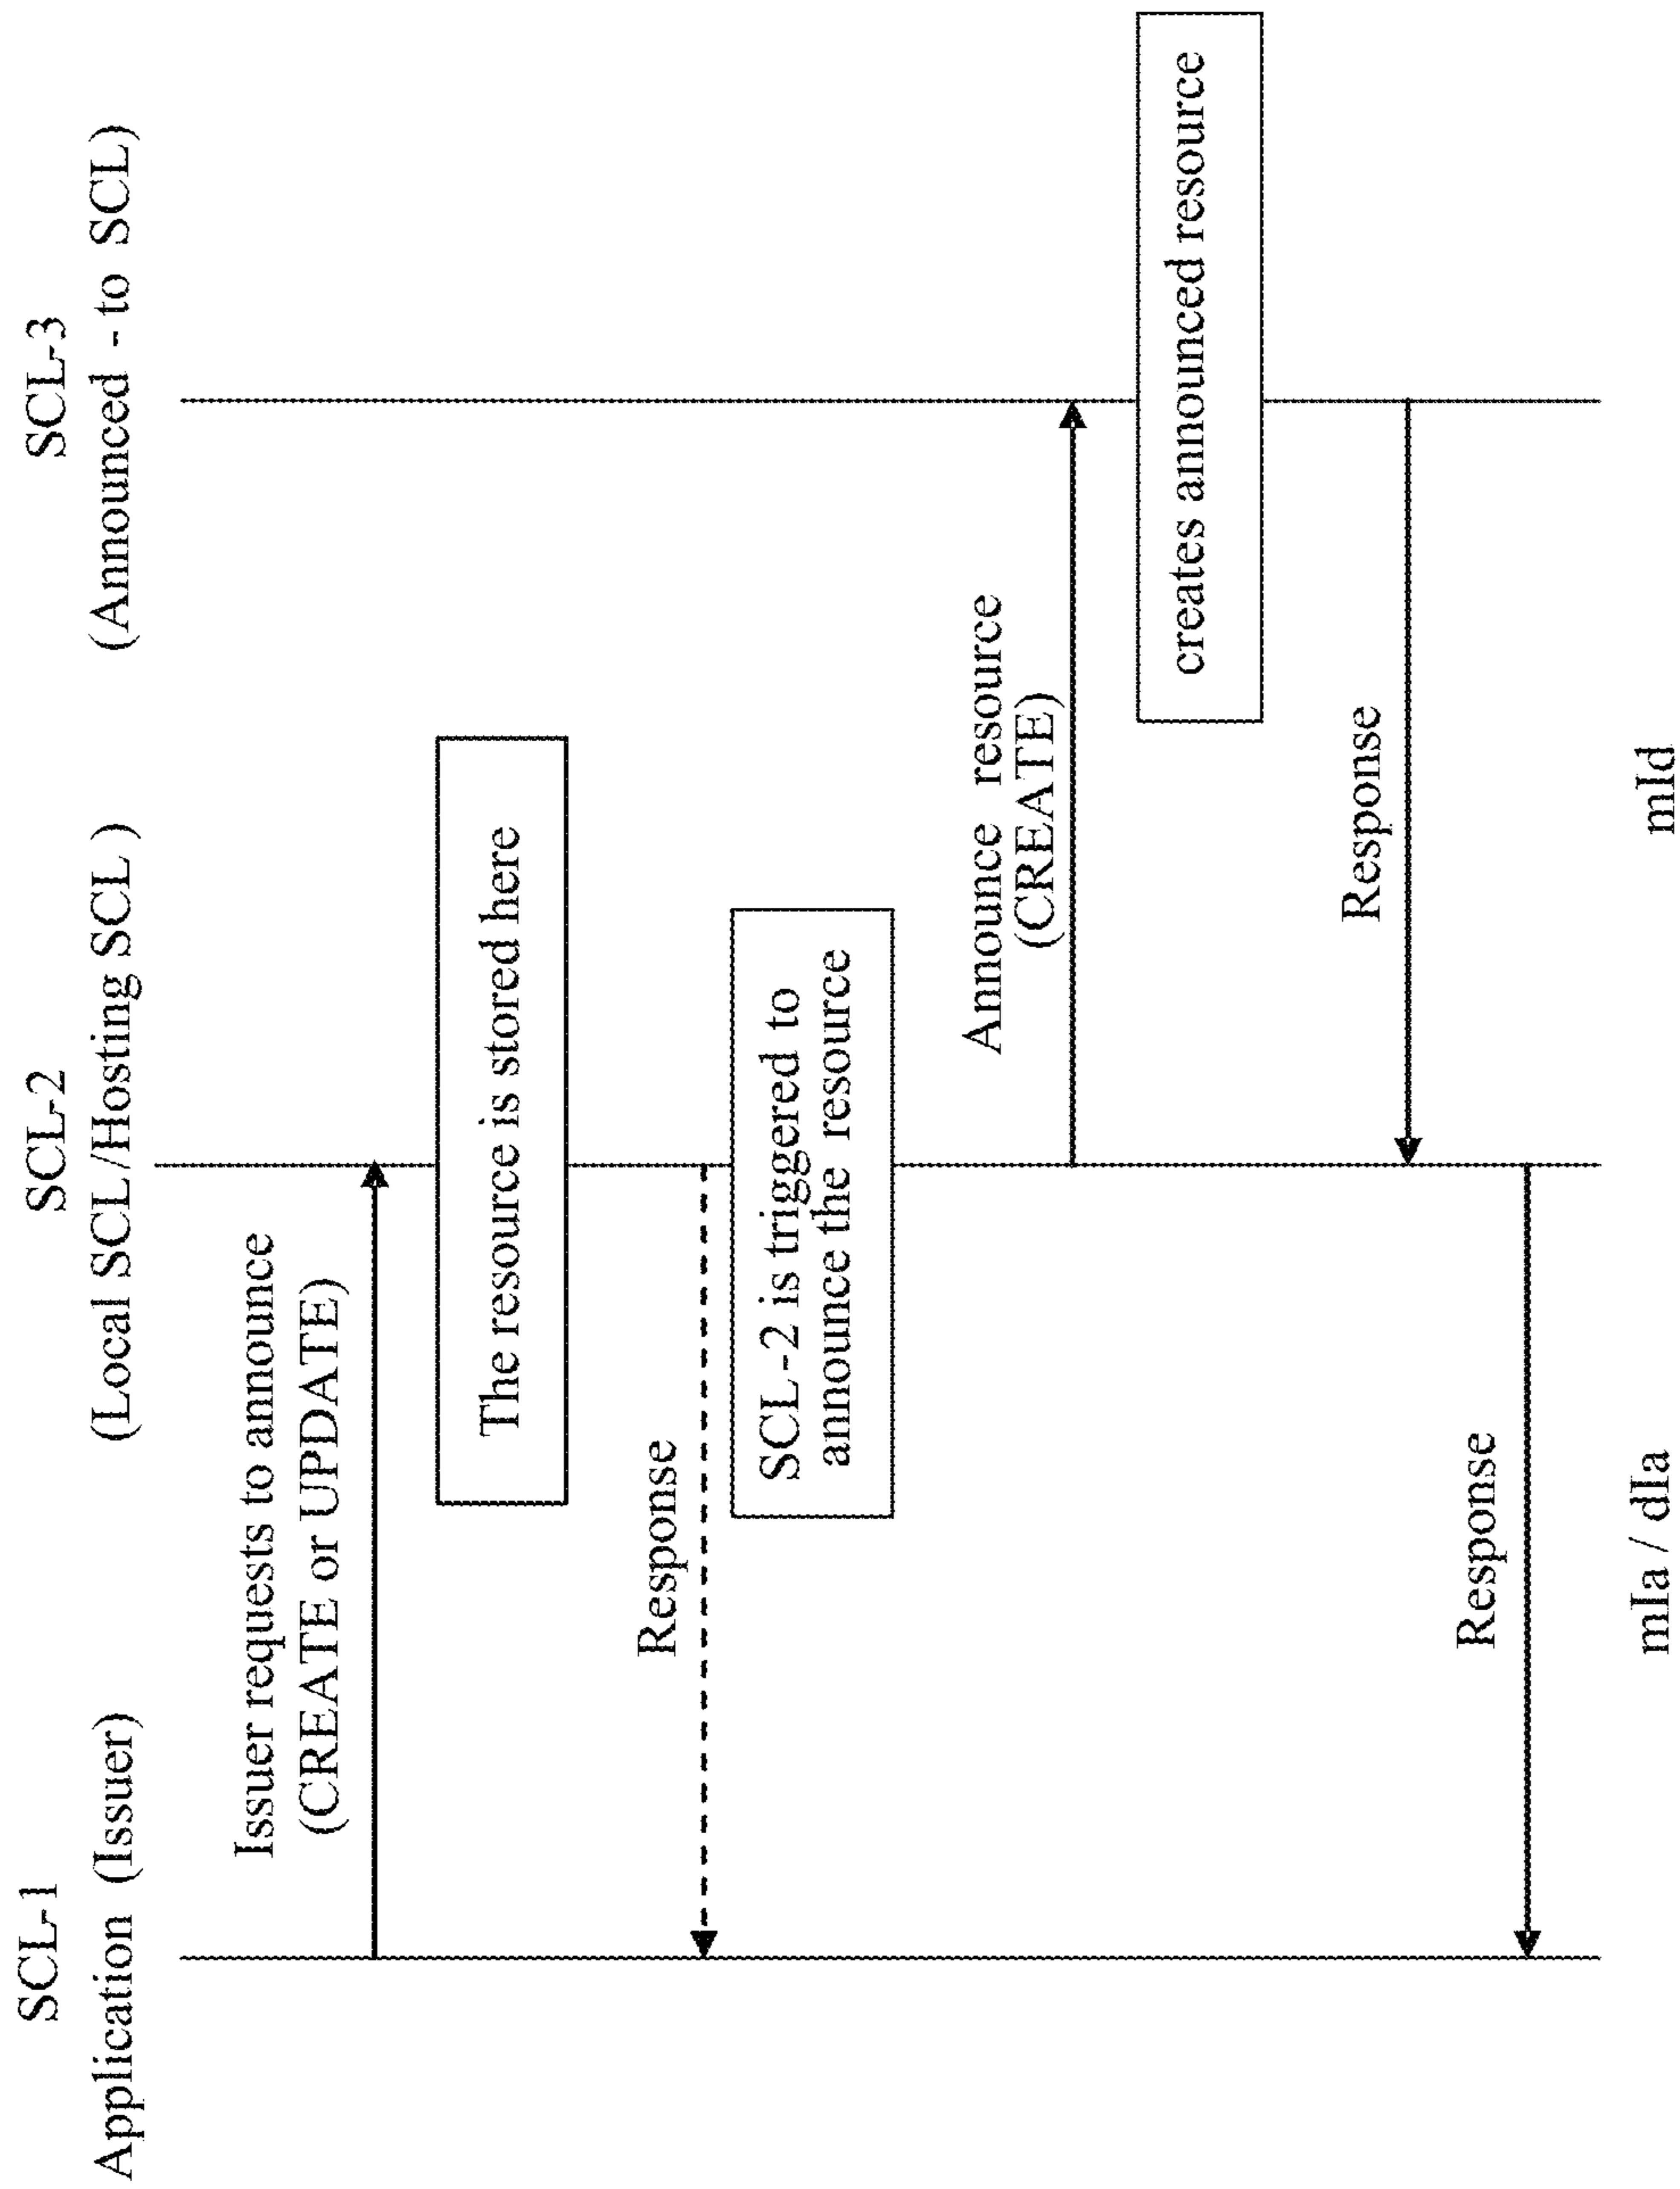 SCL-1
Application (Issuer)
SCL-2
(Local SCL/Hosting SCL )
SCL-3
(Announced - to SCL)
Issuer requests to announce
(CREATE or UPDATE)
The resource is stored here
Response
SCL-2 is triggered to
announce the resource
Announce resource
(CREATE)
creates announced resource
Response
Response
mIa / dIa
mId